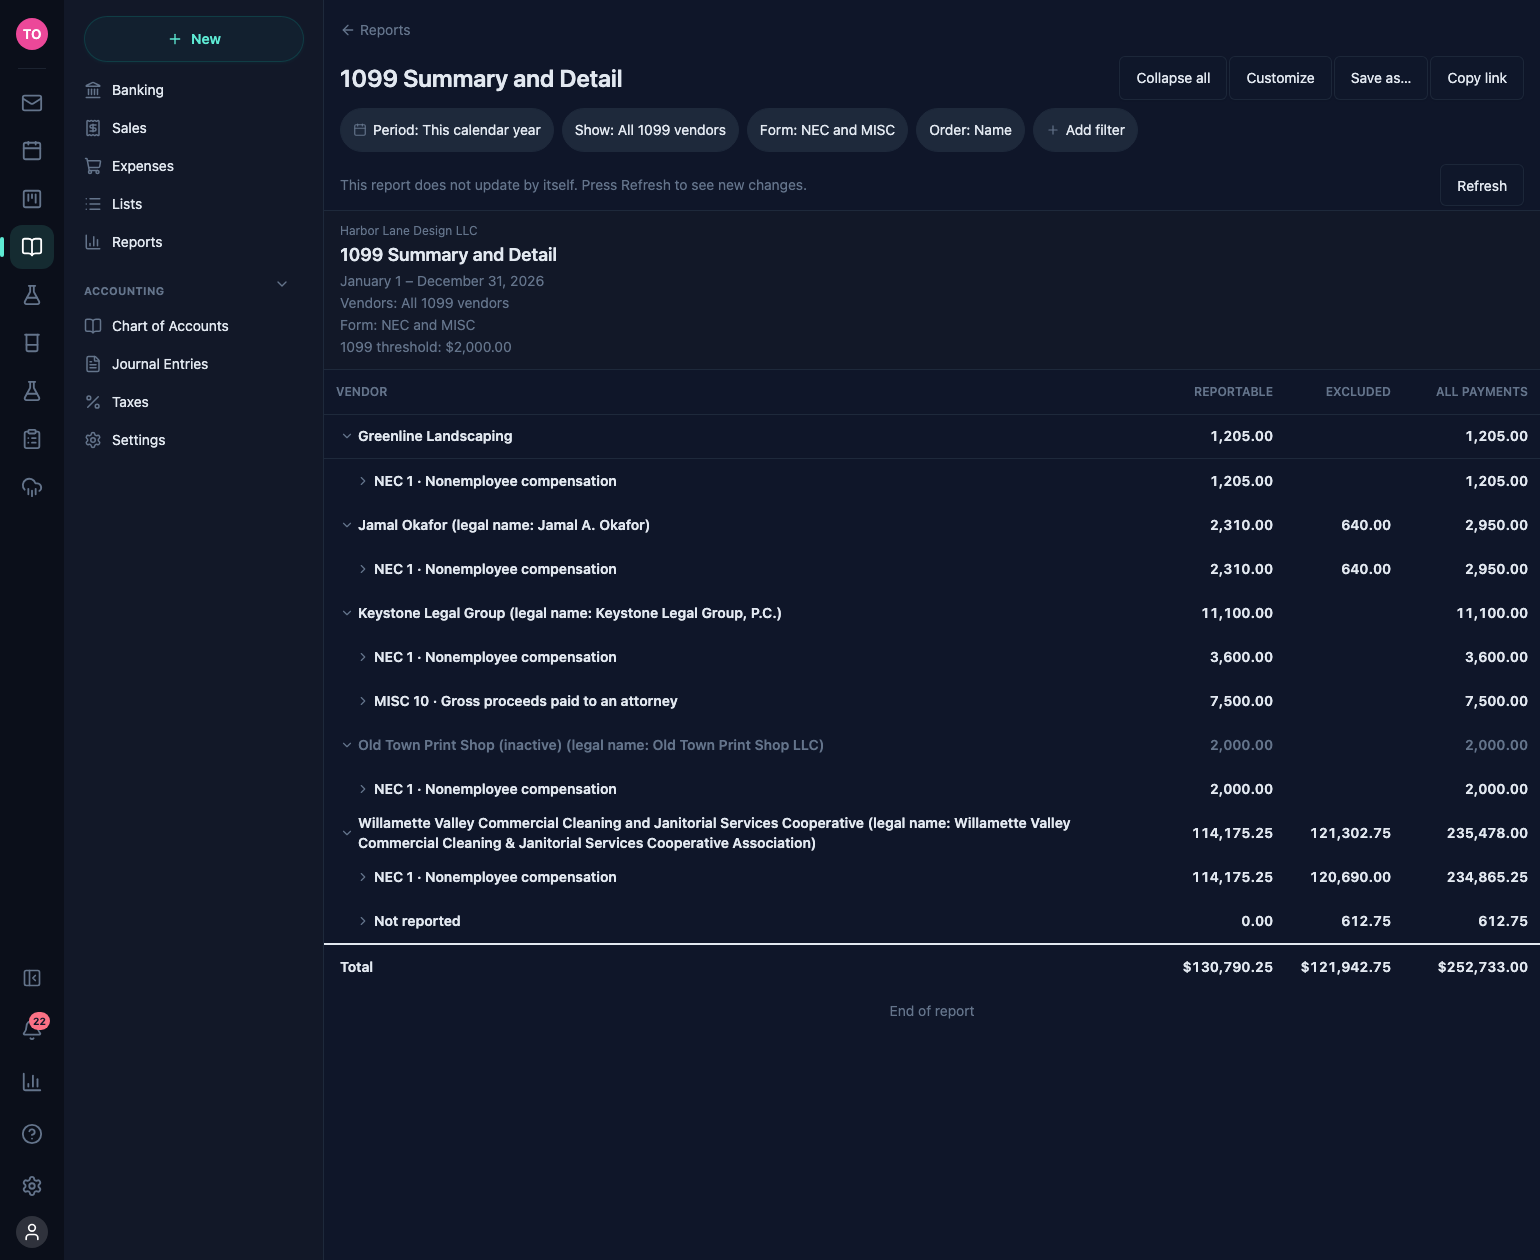 TO
New
Banking
Sales
Expenses
Lists
Reports
ACCOUNTING
Chart of Accounts
Journal Entries
Taxes
Settings
22
Reports
1099 Summary and Detail
Collapse all
Customize
Save as...
Copy link
Period: This calendar year
Show: All 1099 vendors
Form: NEC and MISC
Order: Name
Add filter
This report does not update by itself. Press Refresh to see new changes.
Refresh
Harbor Lane Design LLC
1099 Summary and Detail
January 1 – December 31, 2026
Vendors: All 1099 vendors
Form: NEC and MISC
1099 threshold: $2,000.00
VENDOR REPORTABLE EXCLUDED ALL PAYMENTS
Greenline Landscaping 1,205.00 1,205.00
NEC 1 · Nonemployee compensation 1,205.00 1,205.00
Jamal Okafor (legal name: Jamal A. Okafor) 2,310.00 640.00 2,950.00
NEC 1 · Nonemployee compensation 2,310.00 640.00 2,950.00
Keystone Legal Group (legal name: Keystone Legal Group, P.C.) 11,100.00 11,100.00
NEC 1 · Nonemployee compensation 3,600.00 3,600.00
MISC 10 · Gross proceeds paid to an attorney 7,500.00 7,500.00
Old Town Print Shop (inactive) (legal name: Old Town Print Shop LLC) 2,000.00 2,000.00
NEC 1 · Nonemployee compensation 2,000.00 2,000.00
Willamette Valley Commercial Cleaning and Janitorial Services Cooperative (legal name: Willamette Valley
Commercial Cleaning & Janitorial Services Cooperative Association) 114,175.25 121,302.75 235,478.00
NEC 1 · Nonemployee compensation 114,175.25 120,690.00 234,865.25
Not reported 0.00 612.75 612.75
Total $130,790.25 $121,942.75 $252,733.00
End of report